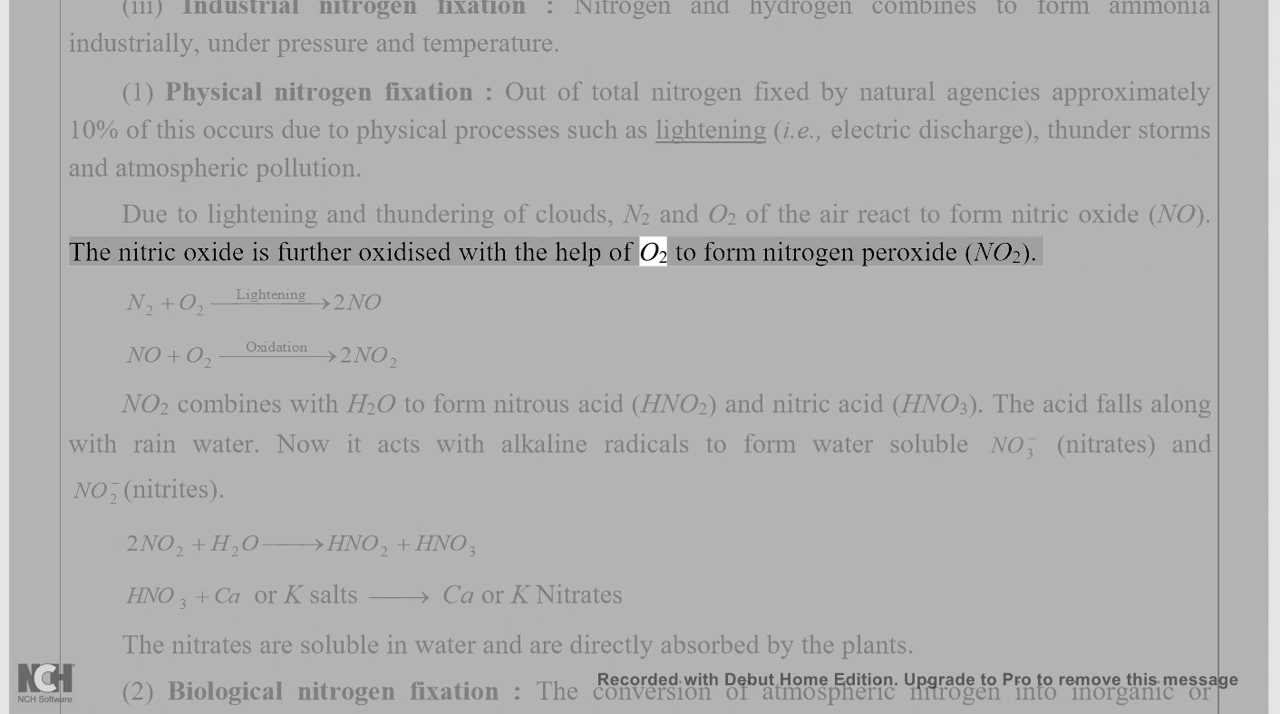 (iii) Industrial nitrogen fixation : Nitrogen and hydrogen combines to form ammonia
industrially, under pressure and temperature.
(1) Physical nitrogen fixation : Out of total nitrogen fixed by natural agencies approximately
10% of this occurs due to physical processes such as lightening (i.e., electric discharge), thunder storms
and atmospheric pollution.
Due to lightening and thundering of clouds, N₂ and O₂ of the air react to form nitric oxide (NO).
The nitric oxide is further oxidised with the help of O₂ to form nitrogen peroxide (NO₂).
N₂ + O₂ —Lightening→ 2NO
NO + O₂ —Oxidation→ 2NO₂
NO₂ combines with H₂O to form nitrous acid (HNO₂) and nitric acid (HNO₃). The acid falls along
with rain water. Now it acts with alkaline radicals to form water soluble NO₃⁻ (nitrates) and
NO₂⁻ (nitrites).
2NO₂ + H₂O ⟶ HNO₂ + HNO₃
HNO₃ + Ca or K salts ⟶ Ca or K Nitrates
The nitrates are soluble in water and are directly absorbed by the plants.
Recorded with Debut Home Edition. Upgrade to Pro to remove this message
(2) Biological nitrogen fixation : The conversion of atmospheric nitrogen into inorganic or
NCH
NCH Software